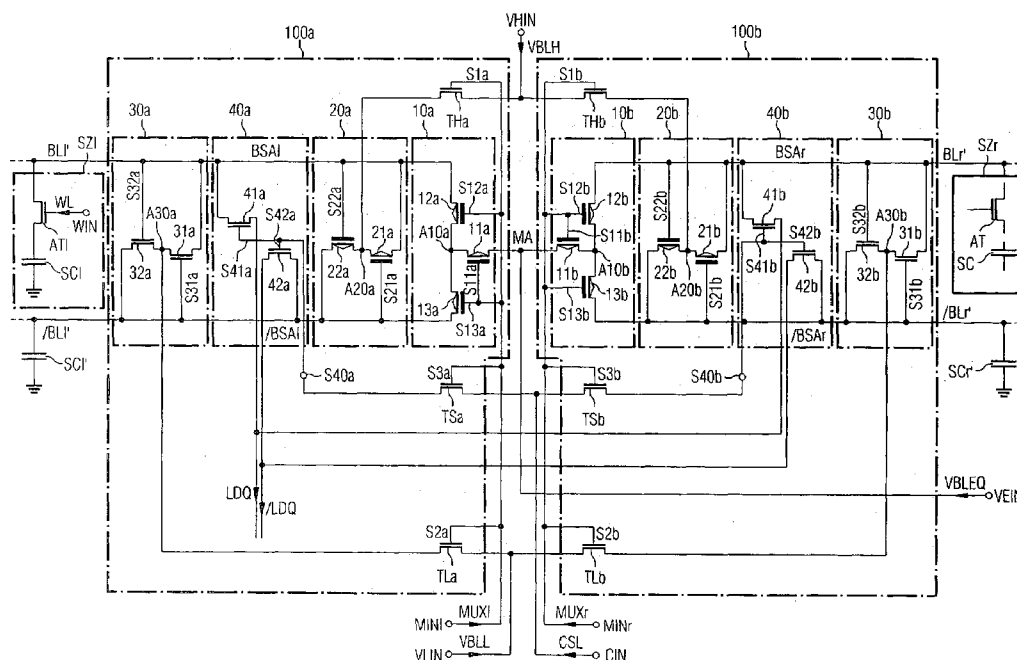 VHIN
VBLH
100a 100b
S1a S1b
THa THb
30a 40a 20a 10a 10b 20b 40b 30b
BLl' BSAl BSAr BLr'
SZl SZr
S32a S22a S12a S12b S22b S32b
41a 12a 12b 41b
WL WIN
A30a S42a A10a 11a MA S11b S42b A30b
31a 21a 21b 31b
ATl AT
32a S41a 42a 22a A20a S11a 11b A10b 22b A20b S41b 42b 32b
SCl SC
S31a S21a 13a 13b S21b S31b
S13a S13b
/BLl' /BSAl /BSAr /BLr'
SCl' SCr'
S40a S3a S3b S40b
TSa TSb
LDQ /LDQ
VBLEQ
VEIN
S2a S2b
TLa TLb
MUXl MUXr
MINl MINr
VBLL CSL
VLIN CIN